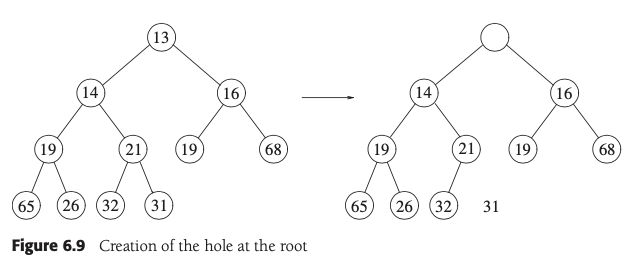 13
14 16 14 16
19 21 19 68 19 21 19 68
65 26 32 31 65 26 32 31
Figure 6.9 Creation of the hole at the root